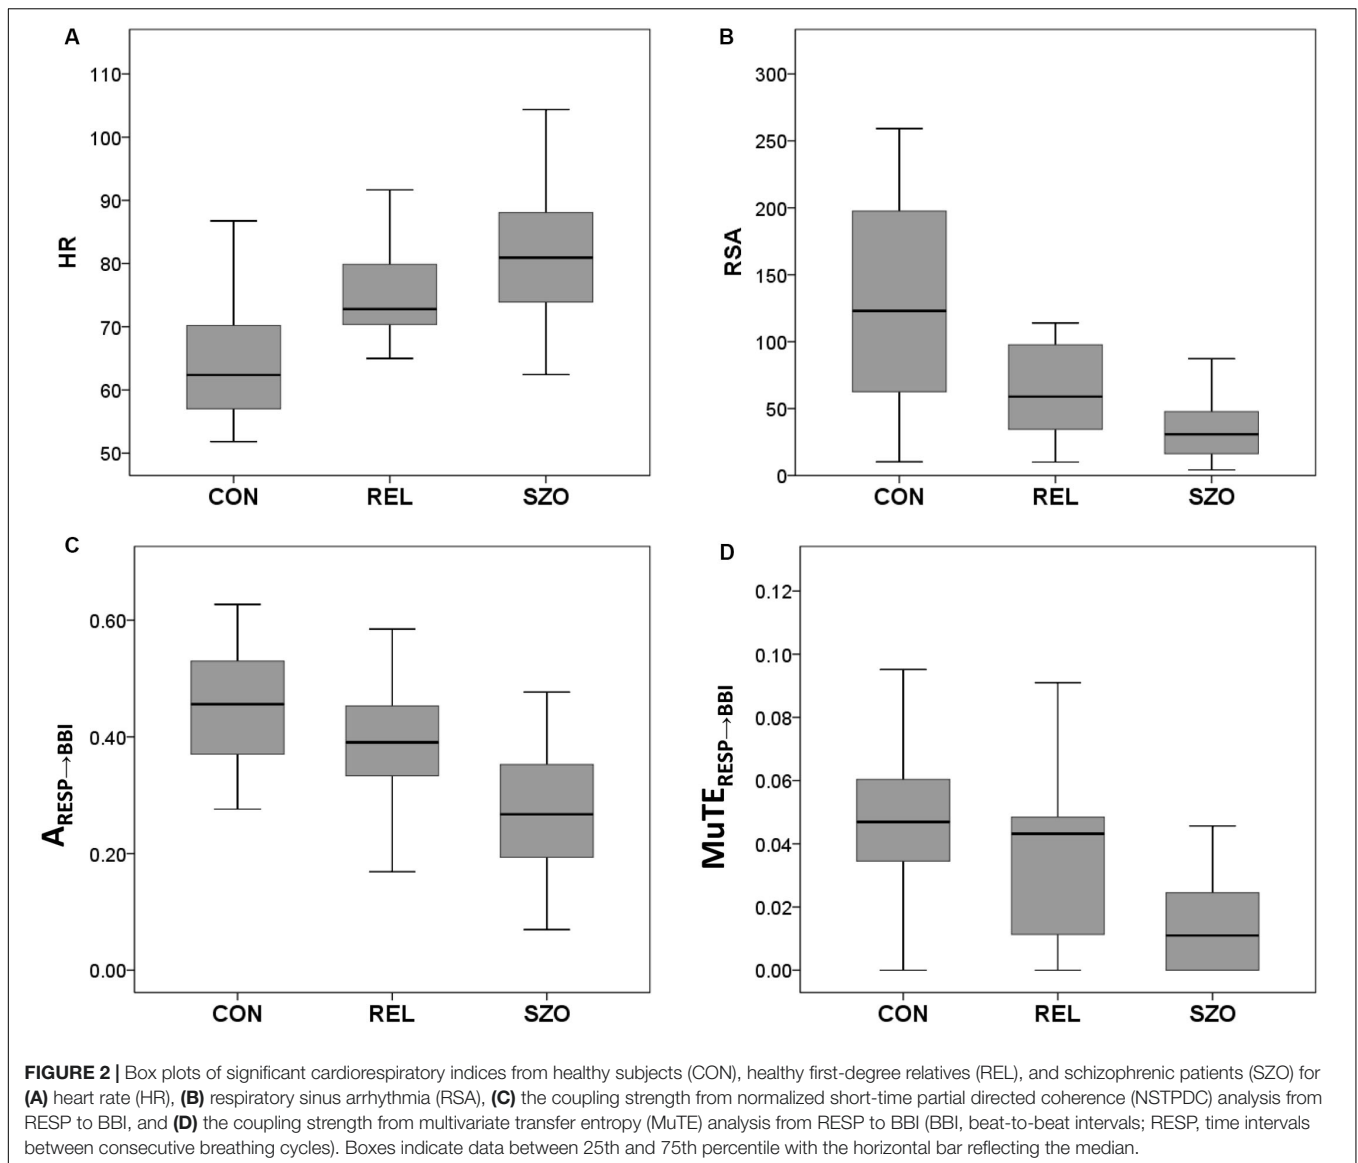 A
110
100
90
80
70
60
50
HR
CON REL SZO
B
300
250
200
150
100
50
0
RSA
CON REL SZO
C
0.60
0.40
0.20
0.00
A RESP→BBI
CON REL SZO
D
0.12
0.10
0.08
0.06
0.04
0.02
0.00
MuTE RESP→BBI
CON REL SZO
FIGURE 2 | Box plots of significant cardiorespiratory indices from healthy subjects (CON), healthy first-degree relatives (REL), and schizophrenic patients (SZO) for
(A) heart rate (HR), (B) respiratory sinus arrhythmia (RSA), (C) the coupling strength from normalized short-time partial directed coherence (NSTPDC) analysis from
RESP to BBI, and (D) the coupling strength from multivariate transfer entropy (MuTE) analysis from RESP to BBI (BBI, beat-to-beat intervals; RESP, time intervals
between consecutive breathing cycles). Boxes indicate data between 25th and 75th percentile with the horizontal bar reflecting the median.